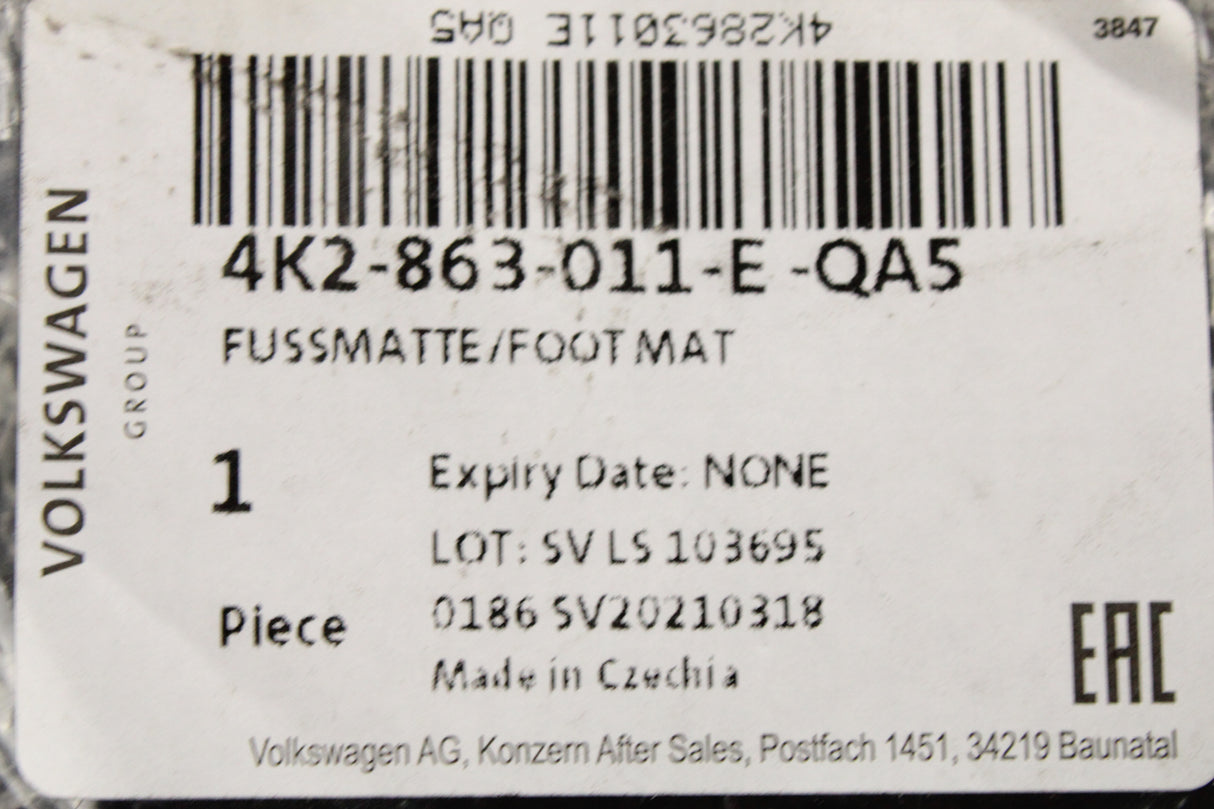 4K2863011E QA5
3847
4K2-863-011-E -QA5
FUSSMATTE/FOOT MAT
VOLKSWAGEN
GROUP
1
Expiry Date: NONE
LOT: SV LS 103695
Piece
0186 SV20210318
Made in Czechia
EAC
Volkswagen AG, Konzern After Sales, Postfach 1451, 34219 Baunatal